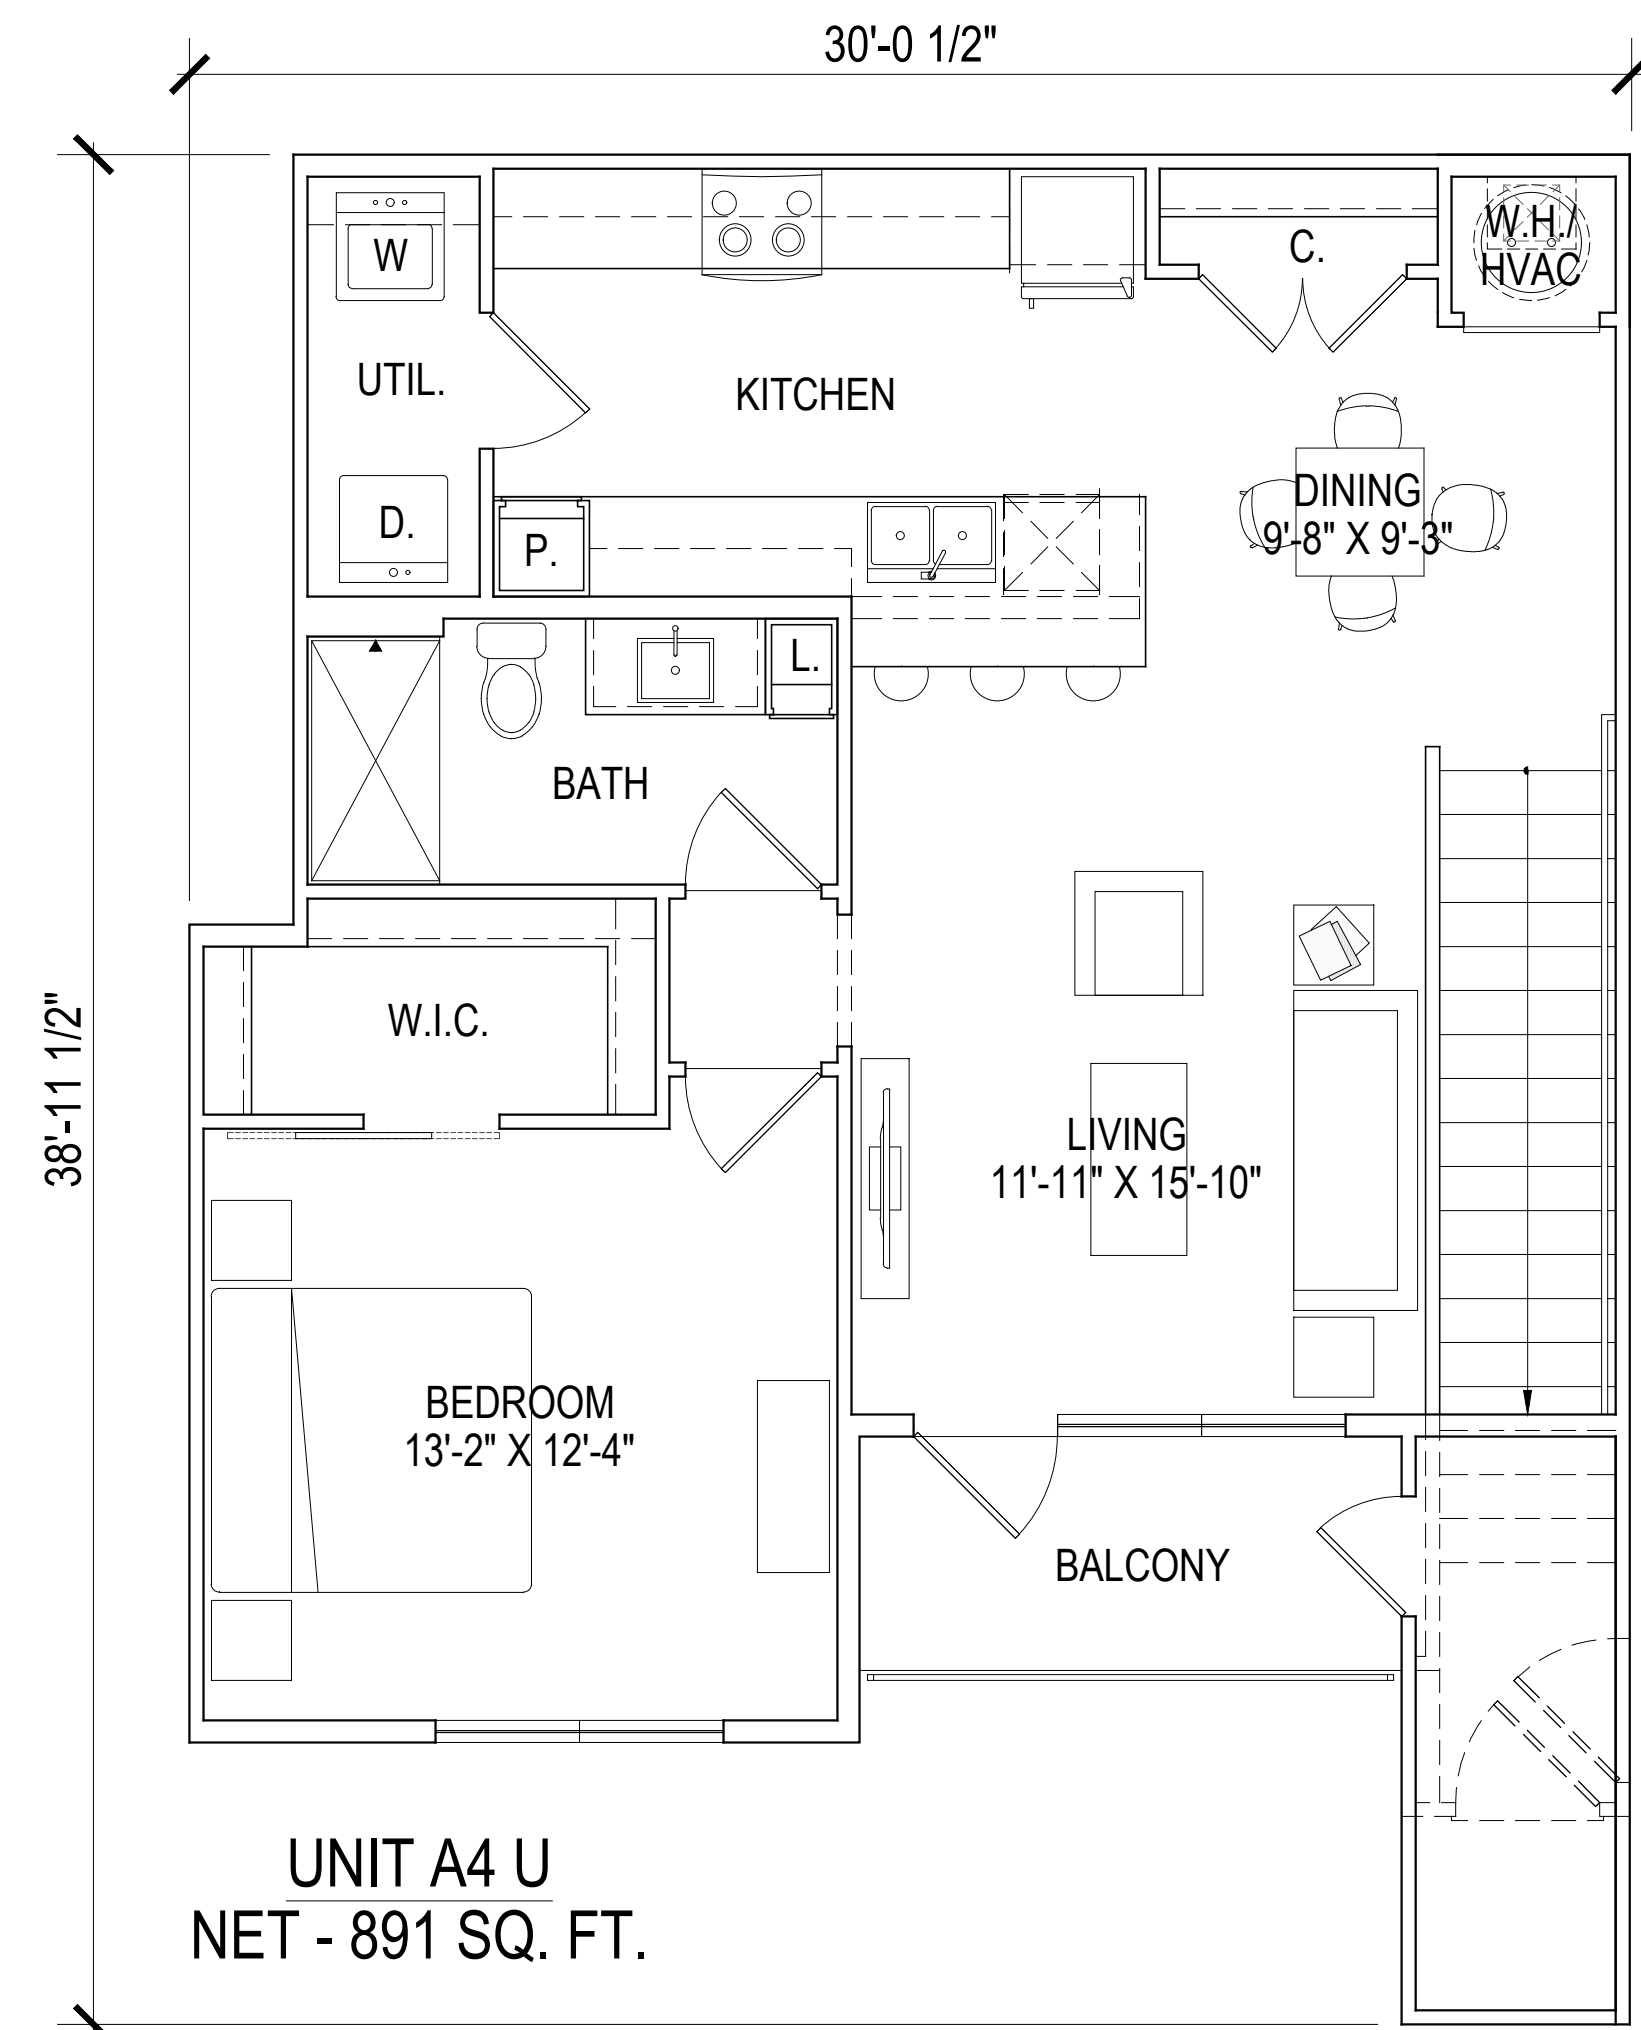 30'-0 1/2"
W
C.
W.H./
HVAC
UTIL.
KITCHEN
D.
P.
DINING
9'-8" X 9'-3"
L.
BATH
W.I.C.
38'-11 1/2"
LIVING
11'-11" X 15'-10"
BEDROOM
13'-2" X 12'-4"
BALCONY
UNIT A4 U
NET - 891 SQ. FT.